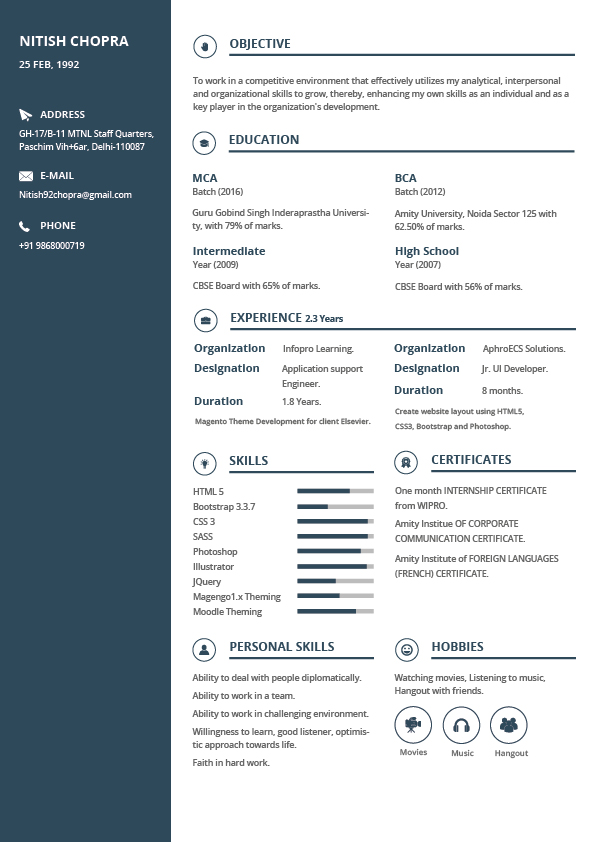 NITISH CHOPRA
25 FEB, 1992
ADDRESS
GH-17/B-11 MTNL Staff Quarters,
Paschim Vih+6ar, Delhi-110087
E-MAIL
Nitish92chopra@gmail.com
PHONE
+91 9868000719
OBJECTIVE
To work in a competitive environment that effectively utilizes my analytical, interpersonal
and organizational skills to grow, thereby, enhancing my own skills as an individual and as a
key player in the organization's development.
EDUCATION
MCA
Batch (2016)
Guru Gobind Singh Inderaprastha Universi-
ty, with 79% of marks.
BCA
Batch (2012)
Amity University, Noida Sector 125 with
62.50% of marks.
Intermediate
Year (2009)
CBSE Board with 65% of marks.
High School
Year (2007)
CBSE Board with 56% of marks.
EXPERIENCE 2.3 Years
Organization Infopro Learning.
Designation Application support
Engineer.
Duration 1.8 Years.
Magento Theme Development for client Elsevier.
Organization AphroECS Solutions.
Designation Jr. UI Developer.
Duration 8 months.
Create website layout using HTML5,
CSS3, Bootstrap and Photoshop.
SKILLS
HTML 5
Bootstrap 3.3.7
CSS 3
SASS
Photoshop
Illustrator
JQuery
Magengo1.x Theming
Moodle Theming
CERTIFICATES
One month INTERNSHIP CERTIFICATE
from WIPRO.
Amity Institue OF CORPORATE
COMMUNICATION CERTIFICATE.
Amity Institute of FOREIGN LANGUAGES
(FRENCH) CERTIFICATE.
PERSONAL SKILLS
Ability to deal with people diplomatically.
Ability to work in a team.
Ability to work in challenging environment.
Willingness to learn, good listener, optimis-
tic approach towards life.
Faith in hard work.
HOBBIES
Watching movies, Listening to music,
Hangout with friends.
Movies Music Hangout